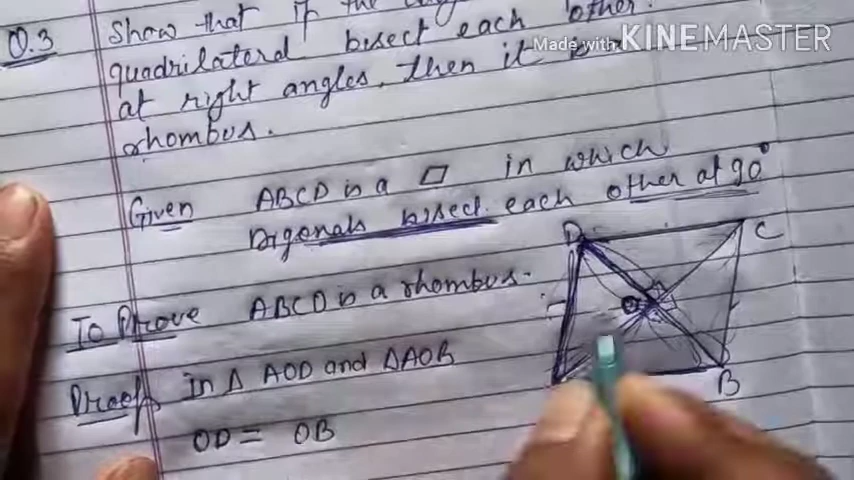 Q.3 Show that if the
quadrilateral bisect each other
at right angles, then it is
rhombus.
Made with KINEMASTER
Given ABCD is a ▱ in which
Digonals bisect each other at 90°
D C
O
To Prove ABCD is a rhombus.
Proof In Δ AOD and ΔAOB
B
OD = OB